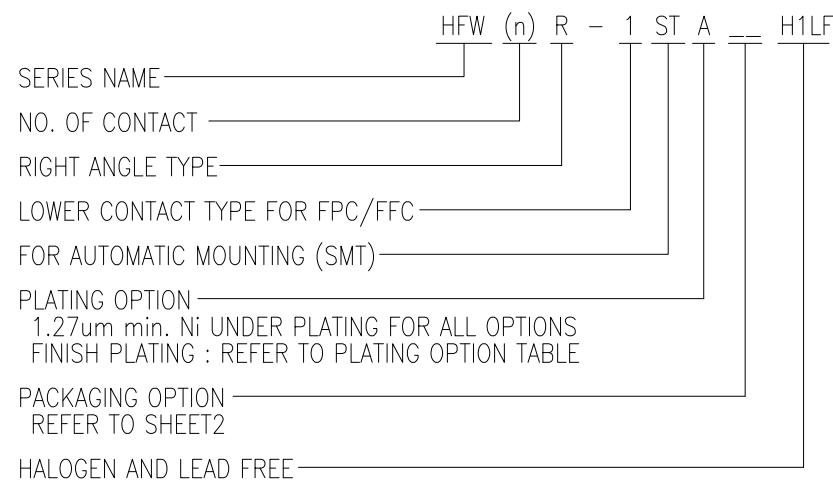 HFW (n) R - 1 ST A __ H1LF
SERIES NAME
NO. OF CONTACT
RIGHT ANGLE TYPE
LOWER CONTACT TYPE FOR FPC/FFC
FOR AUTOMATIC MOUNTING (SMT)
PLATING OPTION
1.27um min. Ni UNDER PLATING FOR ALL OPTIONS
FINISH PLATING : REFER TO PLATING OPTION TABLE
PACKAGING OPTION
REFER TO SHEET2
HALOGEN AND LEAD FREE